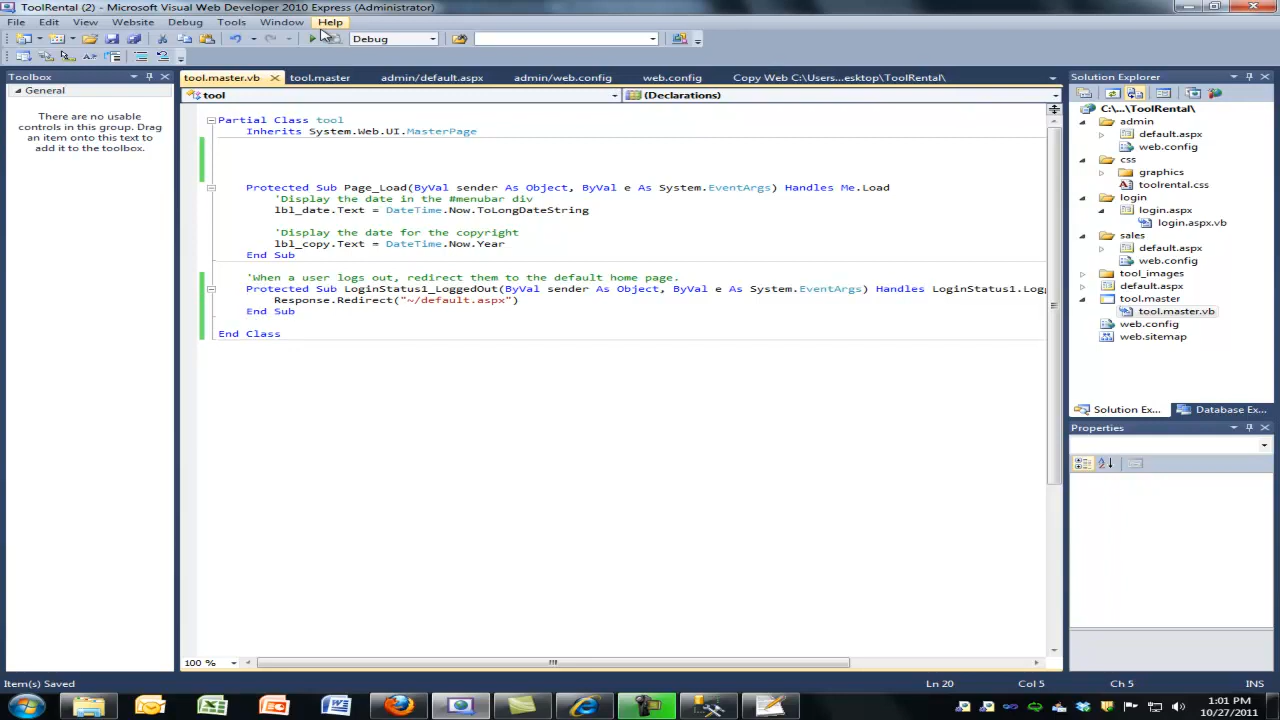 ToolRental (2) - Microsoft Visual Web Developer 2010 Express (Administrator)
File Edit View Website Debug Tools Window Help
Debug
Toolbox
General
There are no usable
controls in this group. Drag
an item onto this text to
add it to the toolbox.
tool.master.vb tool.master admin/default.aspx admin/web.config web.config Copy Web C:\Users...esktop\ToolRental\
tool (Declarations)
Partial Class tool
Inherits System.Web.UI.MasterPage
Protected Sub Page_Load(ByVal sender As Object, ByVal e As System.EventArgs) Handles Me.Load
'Display the date in the #menubar div
lbl_date.Text = DateTime.Now.ToLongDateString
'Display the date for the copyright
lbl_copy.Text = DateTime.Now.Year
End Sub
'When a user logs out, redirect them to the default home page.
Protected Sub LoginStatus1_LoggedOut(ByVal sender As Object, ByVal e As System.EventArgs) Handles LoginStatus1.Logg
Response.Redirect("~/default.aspx")
End Sub
End Class
100 %
Solution Explorer
C:\...\ToolRental\
admin
default.aspx
web.config
css
graphics
toolrental.css
login
login.aspx
login.aspx.vb
sales
default.aspx
web.config
tool_images
default.aspx
tool.master
tool.master.vb
web.config
web.sitemap
Solution Ex... Database Ex...
Properties
Item(s) Saved Ln 20 Col 5 Ch 5 INS
1:01 PM
10/27/2011